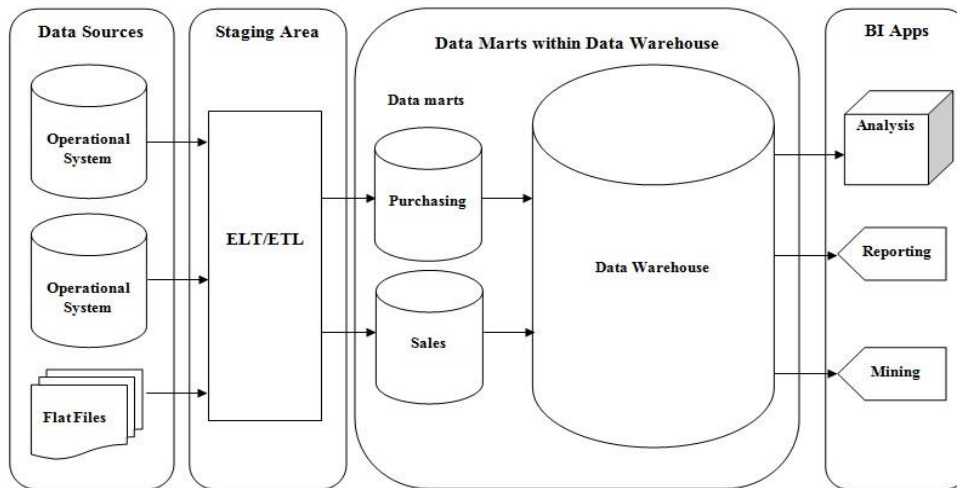 Data Sources
Operational
System
Operational
System
Flat Files
Staging Area
ELT/ETL
Data Marts within Data Warehouse
Data marts
Purchasing
Sales
Data Warehouse
BI Apps
Analysis
Reporting
Mining